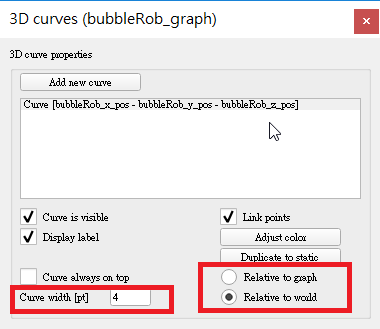 3D curves (bubbleRob_graph)
3D curve properties
Add new curve
Curve [bubbleRob_x_pos - bubbleRob_y_pos - bubbleRob_z_pos]
Curve is visible
Link points
Display label
Adjust color
Duplicate to static
Curve always on top
Relative to graph
Curve width [pt] 4
Relative to world